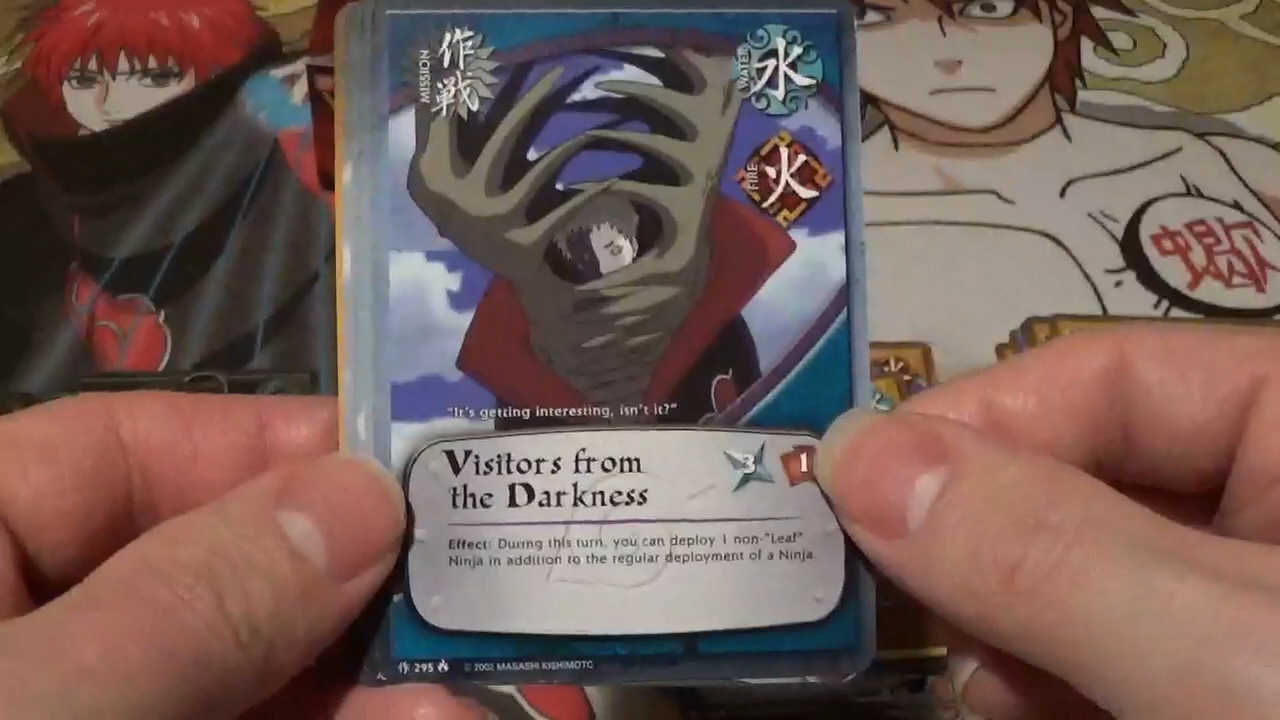 MISSION
作戦
WATER
水
FIRE
火
"It's getting interesting, isn't it?"
Visitors from
the Darkness
3
1
Effect: During this turn, you can deploy 1 non-"Leaf"
Ninja in addition to the regular deployment of a Ninja
作 295
© 2002 MASASHI KISHIMOTO